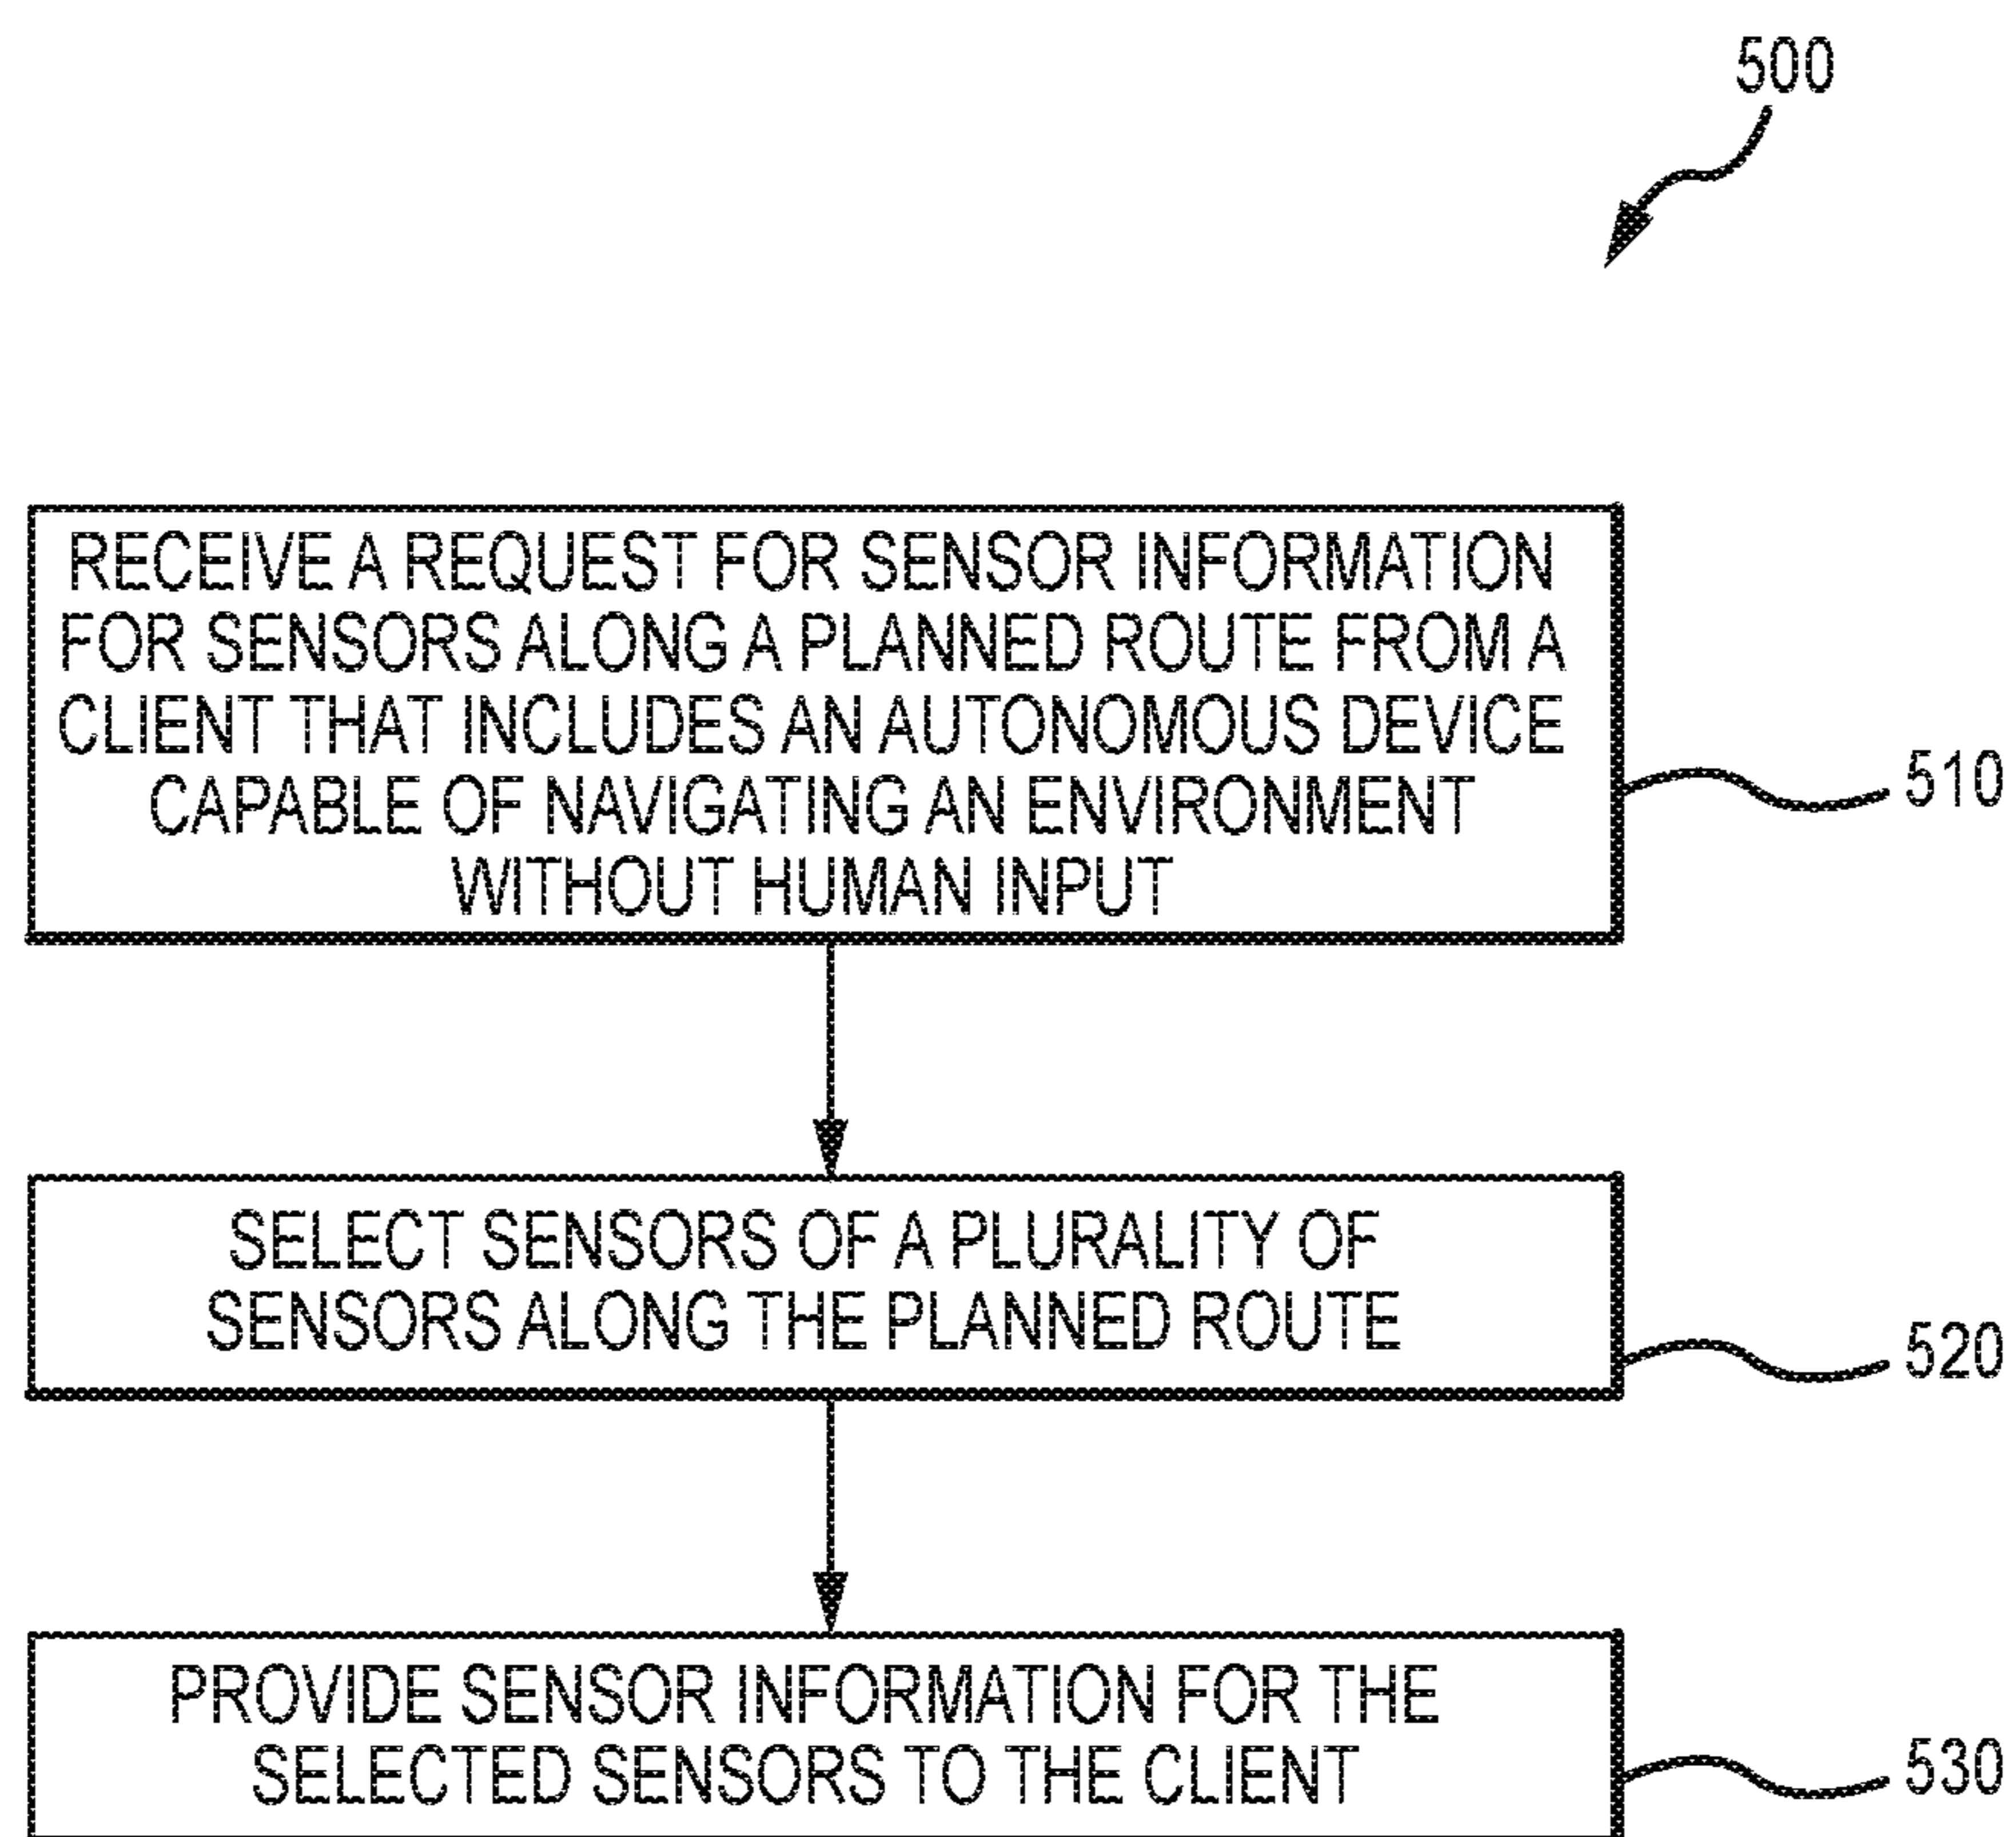 500
RECEIVE A REQUEST FOR SENSOR INFORMATION
FOR SENSORS ALONG A PLANNED ROUTE FROM A
CLIENT THAT INCLUDES AN AUTONOMOUS DEVICE
CAPABLE OF NAVIGATING AN ENVIRONMENT
WITHOUT HUMAN INPUT
510
SELECT SENSORS OF A PLURALITY OF
SENSORS ALONG THE PLANNED ROUTE
520
PROVIDE SENSOR INFORMATION FOR THE
SELECTED SENSORS TO THE CLIENT
530